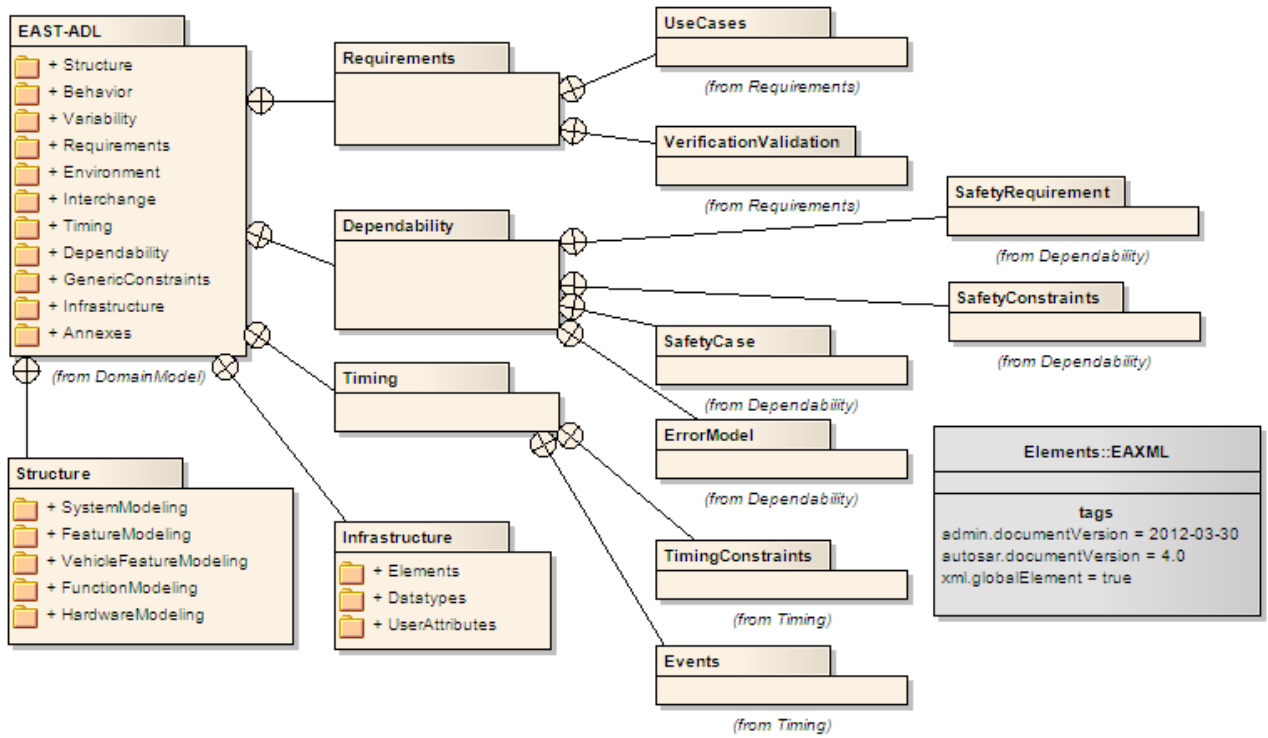 EAST-ADL
+ Structure
+ Behavior
+ Variability
+ Requirements
+ Environment
+ Interchange
+ Timing
+ Dependability
+ GenericConstraints
+ Infrastructure
+ Annexes
(from DomainModel)
Structure
+ SystemModeling
+ FeatureModeling
+ VehicleFeatureModeling
+ FunctionModeling
+ HardwareModeling
Requirements
Dependability
Timing
Infrastructure
+ Elements
+ Datatypes
+ UserAttributes
UseCases
(from Requirements)
VerificationValidation
(from Requirements)
SafetyRequirement
(from Dependability)
SafetyConstraints
(from Dependability)
SafetyCase
(from Dependability)
ErrorModel
(from Dependability)
TimingConstraints
(from Timing)
Events
(from Timing)
Elements::EAXML
tags
admin.documentVersion = 2012-03-30
autosar.documentVersion = 4.0
xml.globalElement = true